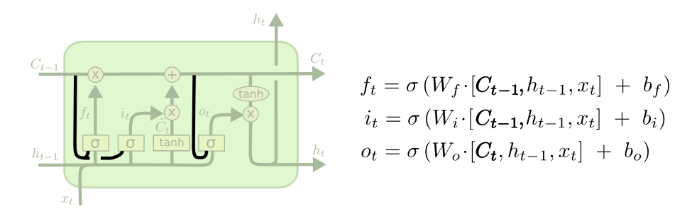 h_t
C_{t-1} × + C_t
tanh
f_t i_t o_t × ×
C̃_t
σ σ tanh σ
h_{t-1} h_t
x_t
f_t = σ (W_f·[C_{t-1}, h_{t-1}, x_t] + b_f)
i_t = σ (W_i·[C_{t-1}, h_{t-1}, x_t] + b_i)
o_t = σ (W_o·[C_t, h_{t-1}, x_t] + b_o)